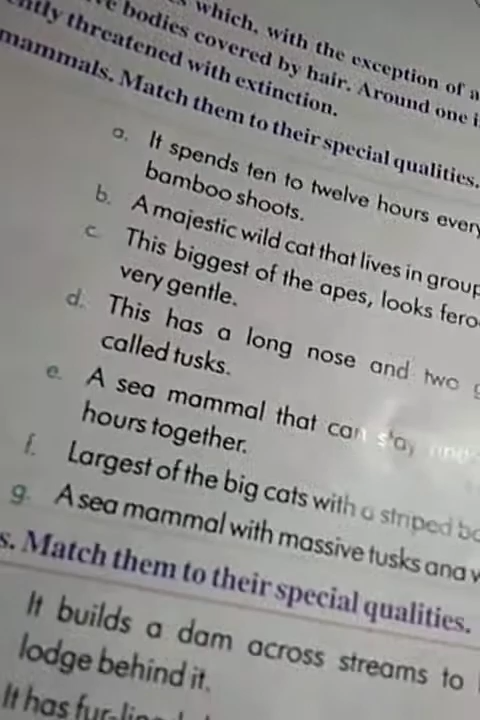 which, with the exception of a
bodies covered by hair. Around one i
threatened with extinction.
mammals. Match them to their special qualities.
a. It spends ten to twelve hours every
bamboo shoots.
b. A majestic wild cat that lives in group
c. This biggest of the apes, looks fero
very gentle.
d. This has a long nose and two g
called tusks.
e. A sea mammal that can stay unde
hours together.
f. Largest of the big cats with a striped bo
g. A sea mammal with massive tusks and w
s. Match them to their special qualities.
It builds a dam across streams to
lodge behind it.
It has fur-lined